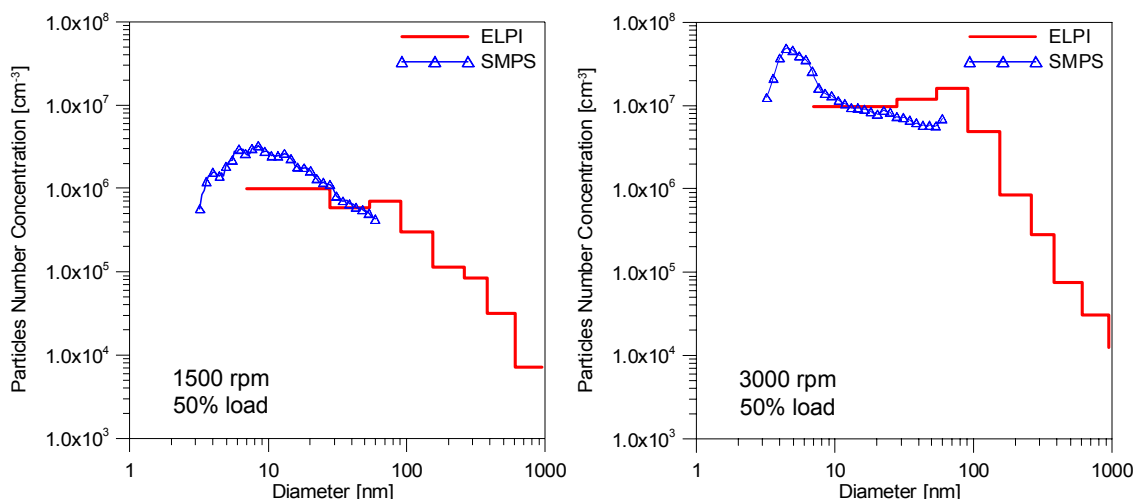 Particles Number Concentration [cm⁻³]
1.0x10⁸
1.0x10⁷
1.0x10⁶
1.0x10⁵
1.0x10⁴
1.0x10³
ELPI
SMPS
1500 rpm
50% load
1
10
100
1000
Diameter [nm]
Particles Number Concentration [cm⁻³]
1.0x10⁸
1.0x10⁷
1.0x10⁶
1.0x10⁵
1.0x10⁴
1.0x10³
ELPI
SMPS
3000 rpm
50% load
1
10
100
1000
Diameter [nm]